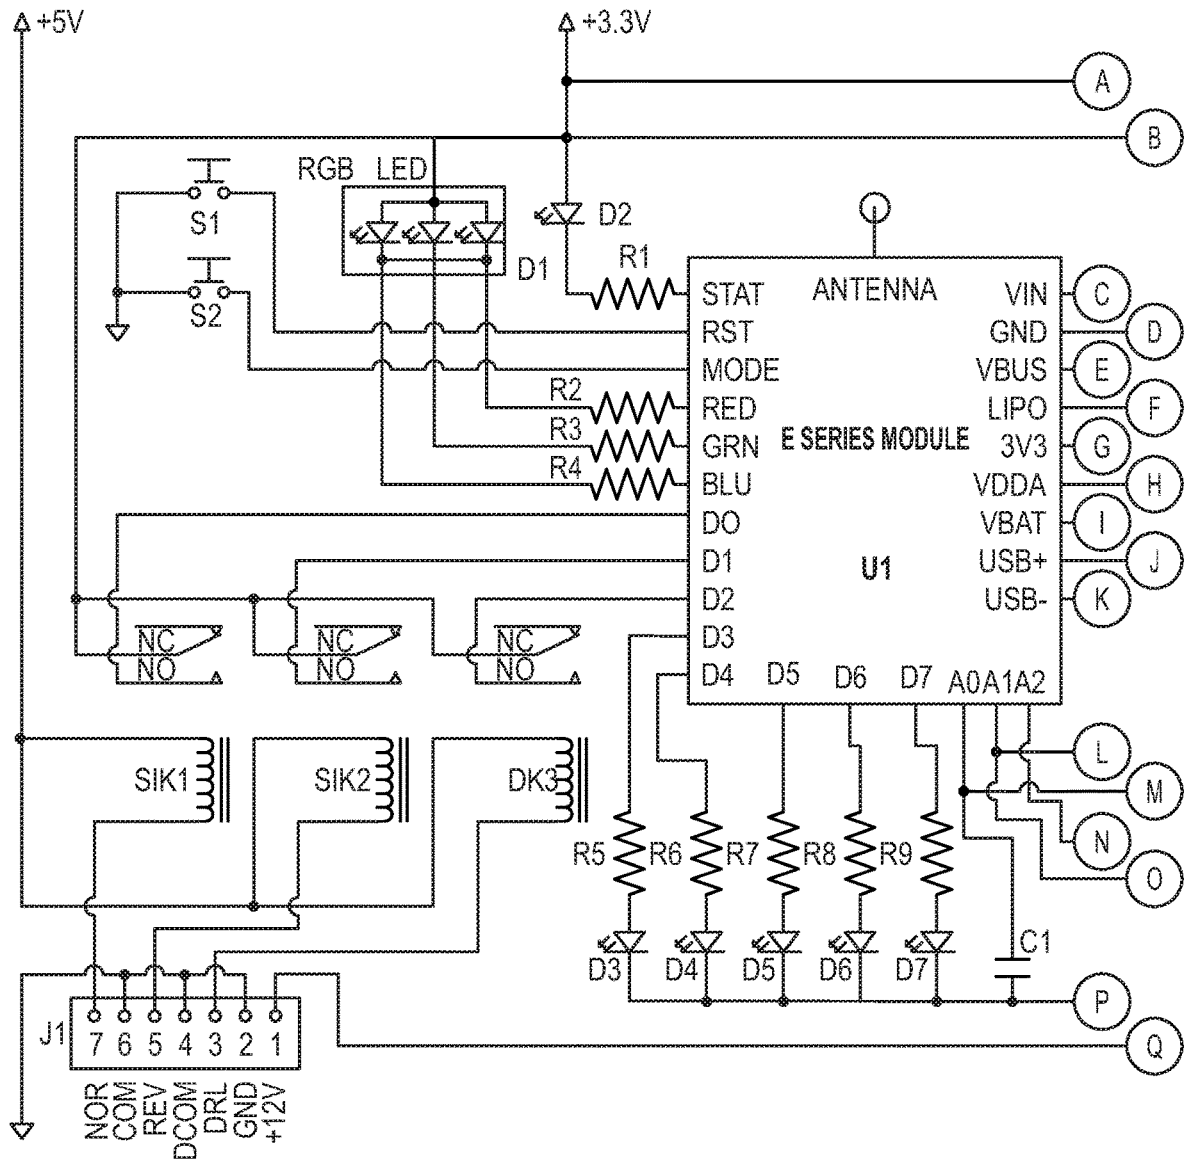 +5V
+3.3V
A
B
RGB LED
S1
D2
D1
R1
S2
ANTENNA
STAT
VIN
C
RST
GND
D
MODE
VBUS
E
R2
RED
LIPO
F
R3
GRN
E SERIES MODULE
3V3
G
R4
BLU
VDDA
H
DO
VBAT
I
D1
U1
USB+
J
D2
USB-
K
NC
NC
NC
D3
NO
NO
NO
D4
D5
D6
D7
A0
A1
A2
SIK1
SIK2
DK3
L
M
N
O
R5
R6
R7
R8
R9
C1
D3
D4
D5
D6
D7
P
Q
J1
7 6 5 4 3 2 1
NOR
COM
REV
DCOM
DRL
GND
+12V